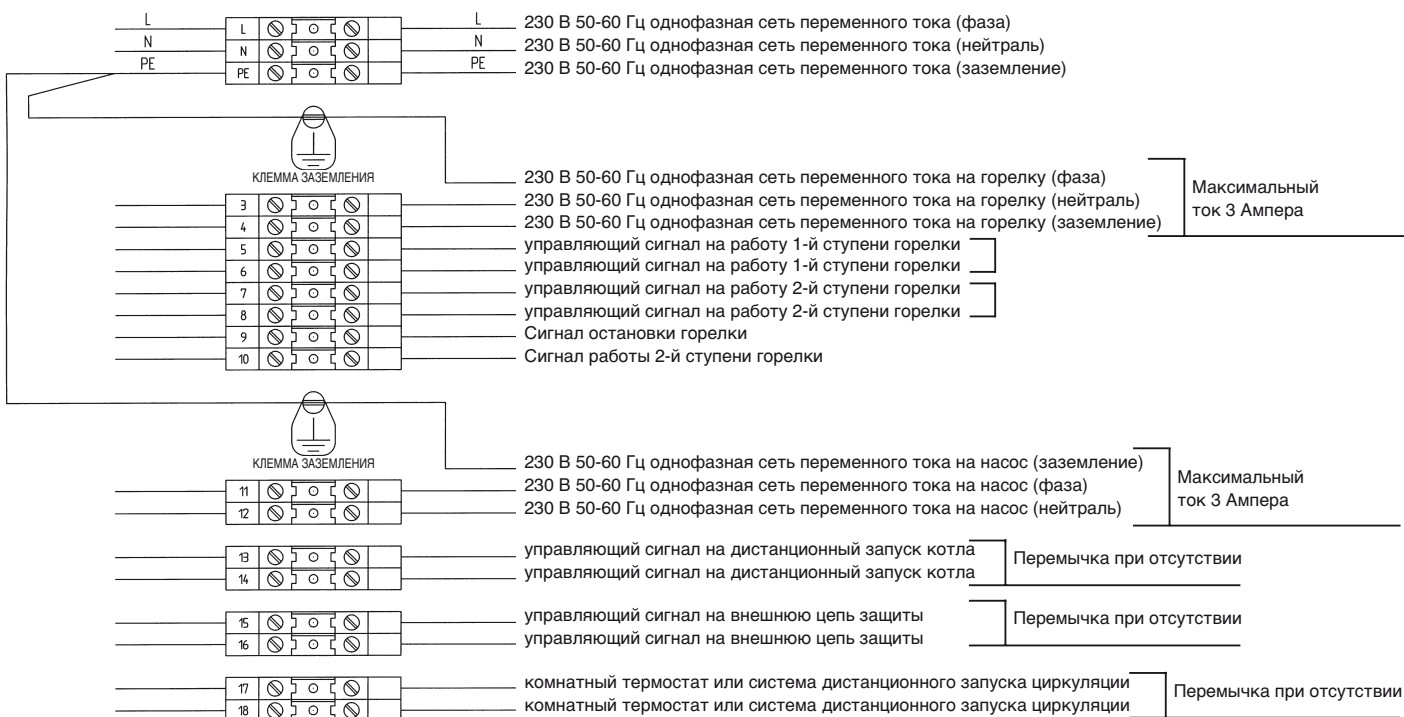 L L L 230 В 50-60 Гц однофазная сеть переменного тока (фаза)
N N N 230 В 50-60 Гц однофазная сеть переменного тока (нейтраль)
PE PE PE 230 В 50-60 Гц однофазная сеть переменного тока (заземление)
КЛЕММА ЗАЗЕМЛЕНИЯ
230 В 50-60 Гц однофазная сеть переменного тока на горелку (фаза)
3 230 В 50-60 Гц однофазная сеть переменного тока на горелку (нейтраль)
4 230 В 50-60 Гц однофазная сеть переменного тока на горелку (заземление)
Максимальный
ток 3 Ампера
5 управляющий сигнал на работу 1-й ступени горелки
6 управляющий сигнал на работу 1-й ступени горелки
7 управляющий сигнал на работу 2-й ступени горелки
8 управляющий сигнал на работу 2-й ступени горелки
9 Сигнал остановки горелки
10 Сигнал работы 2-й ступени горелки
КЛЕММА ЗАЗЕМЛЕНИЯ
230 В 50-60 Гц однофазная сеть переменного тока на насос (заземление)
11 230 В 50-60 Гц однофазная сеть переменного тока на насос (фаза)
12 230 В 50-60 Гц однофазная сеть переменного тока на насос (нейтраль)
Максимальный
ток 3 Ампера
13 управляющий сигнал на дистанционный запуск котла
14 управляющий сигнал на дистанционный запуск котла
Перемычка при отсутствии
15 управляющий сигнал на внешнюю цепь защиты
16 управляющий сигнал на внешнюю цепь защиты
Перемычка при отсутствии
17 комнатный термостат или система дистанционного запуска циркуляции
18 комнатный термостат или система дистанционного запуска циркуляции
Перемычка при отсутствии